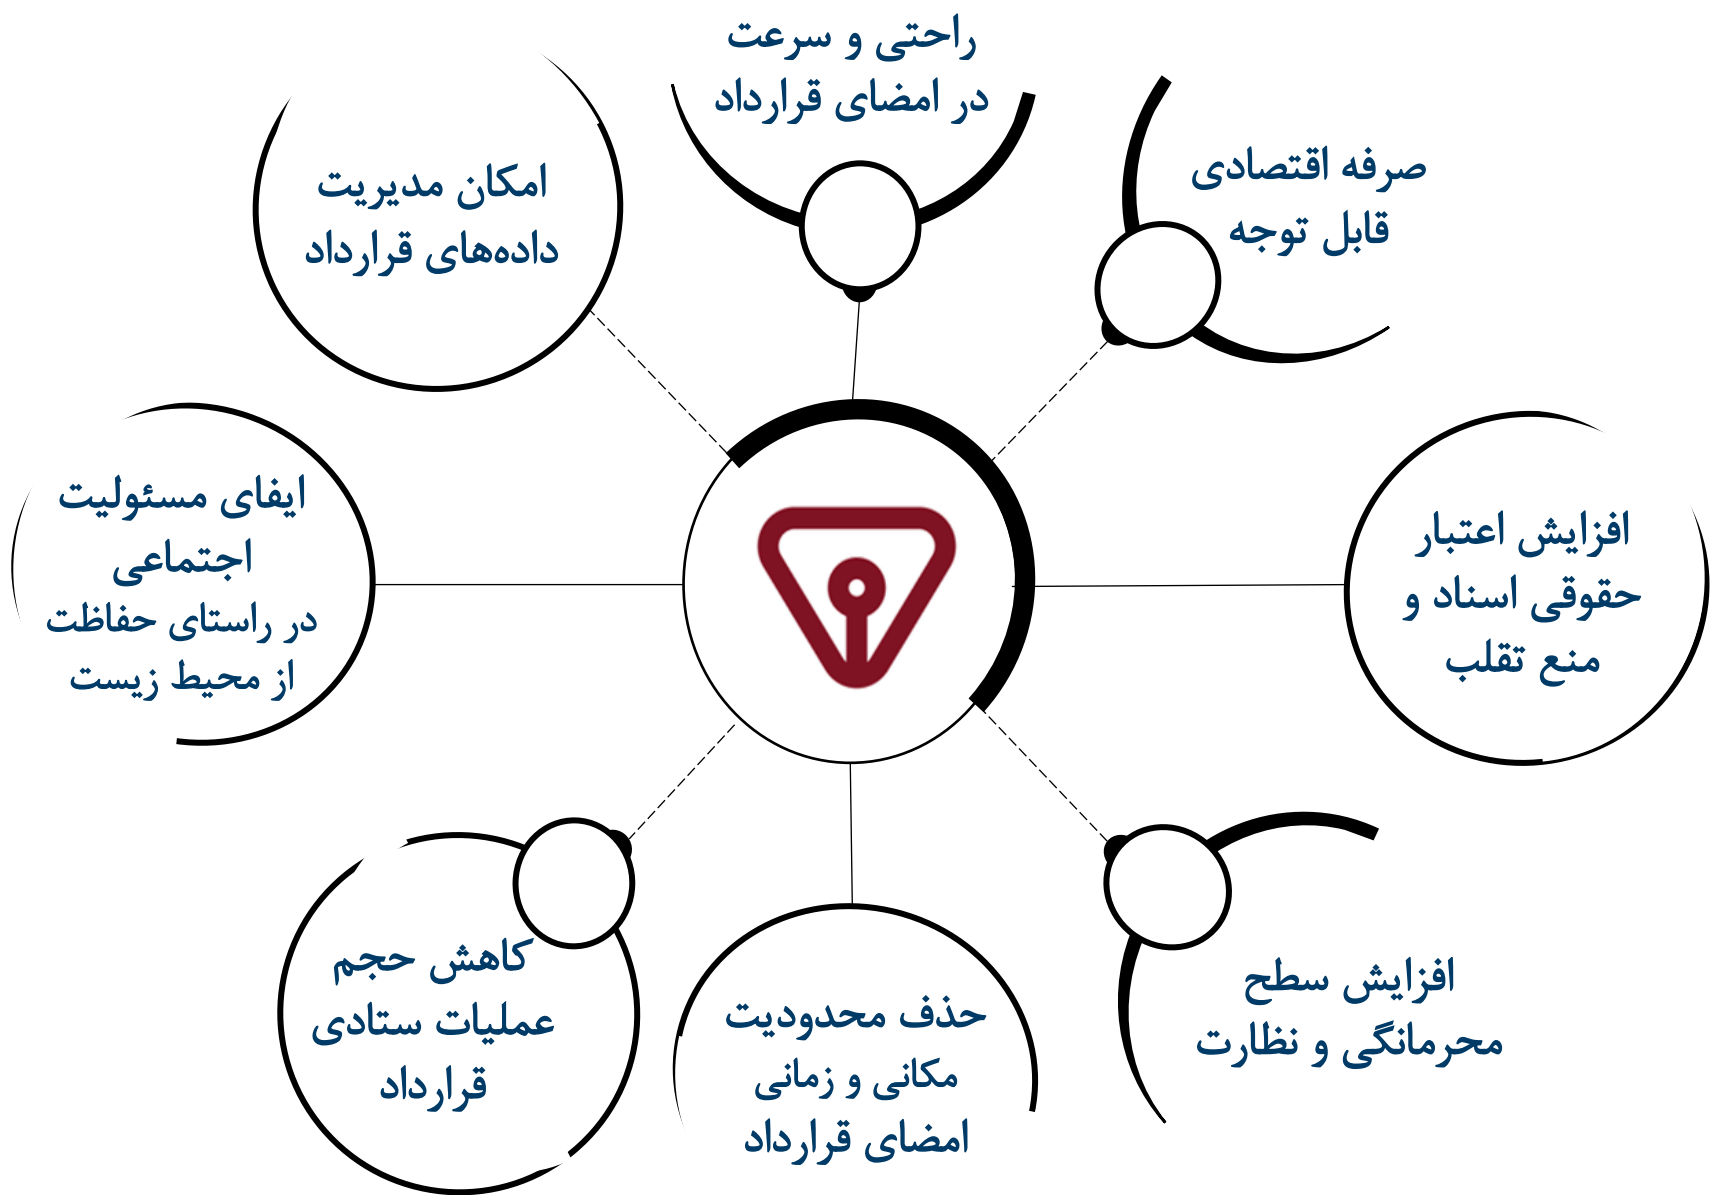 راحتی و سرعت
در امضای قرارداد
صرفه اقتصادی
قابل توجه
افزایش اعتبار
حقوقی اسناد و
منع تقلب
افزایش سطح
محرمانگی و نظارت
حذف محدودیت
مکانی و زمانی
امضای قرارداد
کاهش حجم
عملیات ستادی
قرارداد
ایفای مسئولیت
اجتماعی
در راستای حفاظت
از محیط زیست
امکان مدیریت
داده‌های قرارداد